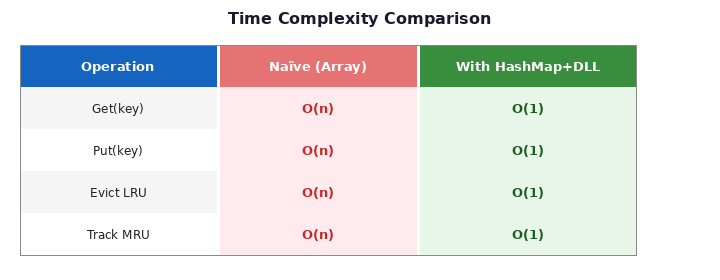 Time Complexity Comparison
Operation Naïve (Array) With HashMap+DLL
Get(key) O(n) O(1)
Put(key) O(n) O(1)
Evict LRU O(n) O(1)
Track MRU O(n) O(1)